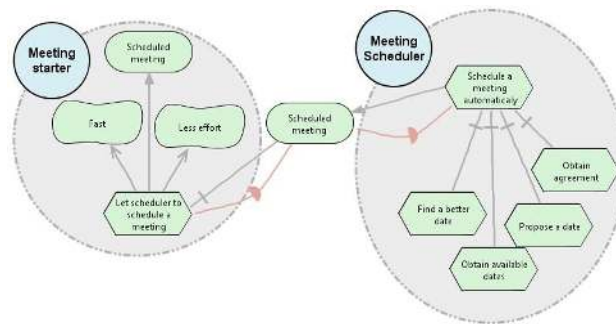 Meeting
starter
Scheduled
meeting
Fast
Less effort
Let scheduler to
schedule a
meeting
Scheduled
meeting
Meeting
Scheduler
Schedule a
meeting
automaticaly
Obtain
agreement
Find a better
date
Propose a date
Obtain available
dates